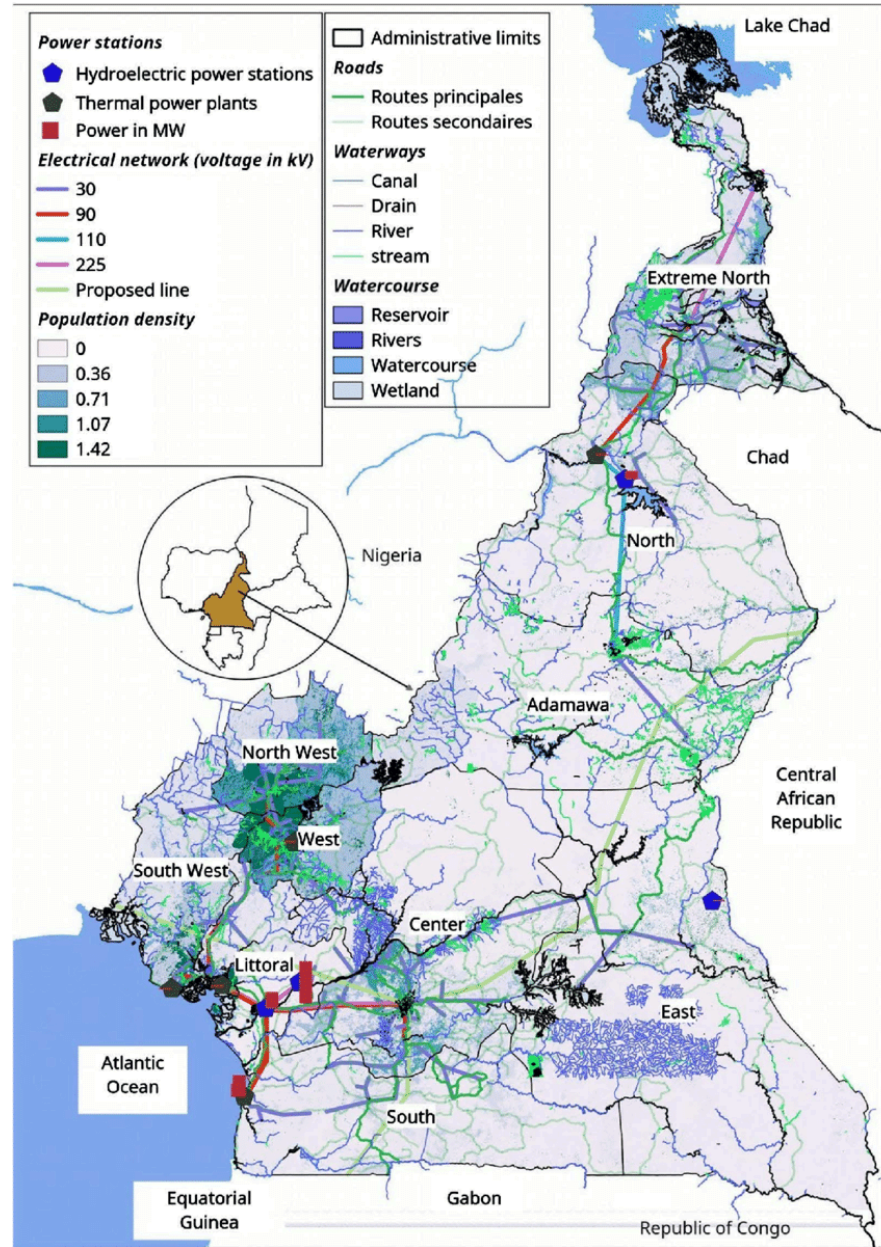 Power stations
Hydroelectric power stations
Thermal power plants
Power in MW
Electrical network (voltage in kV)
30
90
110
225
Proposed line
Population density
0
0.36
0.71
1.07
1.42
Administrative limits
Roads
Routes principales
Routes secondaires
Waterways
Canal
Drain
River
stream
Watercourse
Reservoir
Rivers
Watercourse
Wetland
Lake Chad
Extreme North
Chad
Nigeria
North
Adamawa
North West
Central
African
Republic
West
South West
Center
Littoral
East
Atlantic
Ocean
South
Equatorial
Guinea
Gabon
Republic of Congo